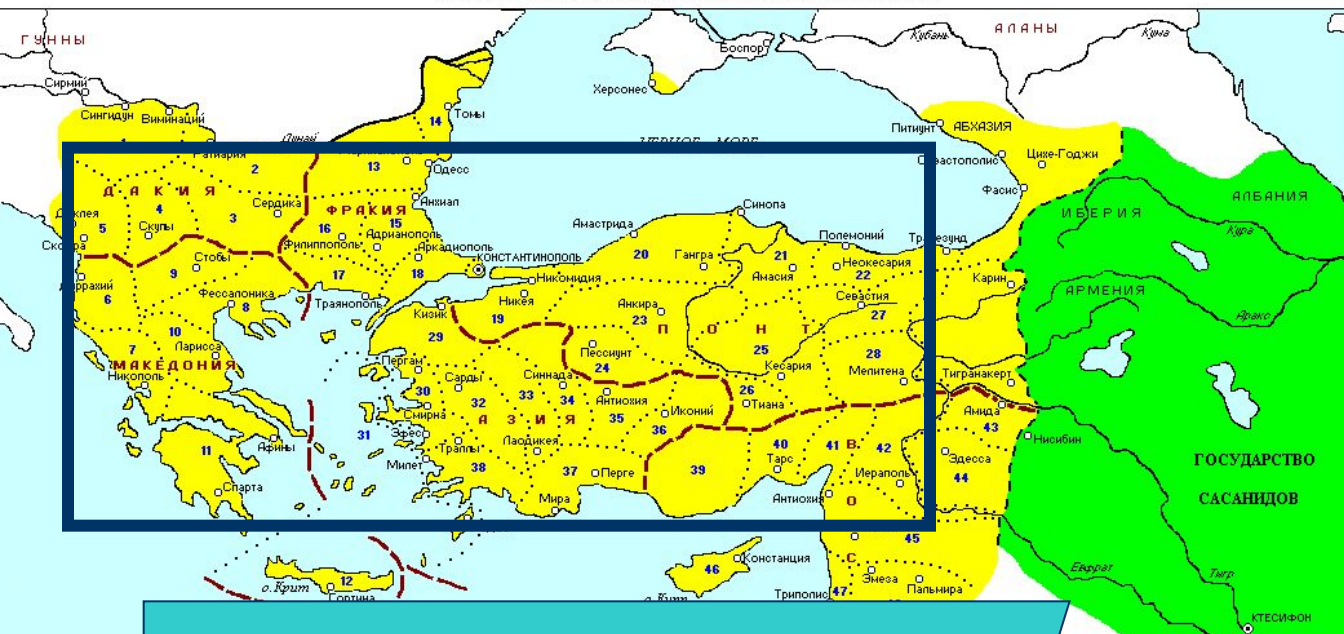 ГУННЫ
Сирмий
Сингидун
Виминаций
1
Дунай
14
Томы
Херсонес
Боспор
Кубань
АЛАНЫ
Кума
Питиунт
АБХАЗИЯ
Цихе-Годжи
Фасис
ИБЕРИЯ
АЛБАНИЯ
Кура
АРМЕНИЯ
Аракс
2
13
Одесс
ДАКИЯ
4
3
5
Скупы
Сердика
ФРАКИЯ
16
15
Анхиал
Филиппополь
Адрианополь
Аркадиополь
17
18
КОНСТАНТИНОПОЛЬ
Траянополь
9
Стобы
6
Фессалоника
8
10
Ларисса
7
МАКЕДОНИЯ
Никополь
11
Афины
Спарта
31
Амастрида
Синопа
20
Гангра
21
Амасия
Полемоний
Неокесария
22
Севастия
27
Карин
Никомидия
Никея
19
Кизик
29
Анкира
23
ПОНТ
25
28
Пессиунт
24
Кесария
Мелитена
Тигранакерт
Пергам
30
Сарды
32
Синнада
33
34
Антиохия
35
Иконий
36
26
Тиана
Смирна
АЗИЯ
Эфес
Траллы
Лаодикея
Милет
38
37
Перге
Мира
39
40
Тарс
41
42
ВОС
Иераполь
Антиохия
Амида
43
Эдесса
44
Нисибин
ГОСУДАРСТВО
САСАНИДОВ
45
46
Констанция
Эмеза
Пальмира
Триполис
47
о.Крит
12
Гортина
Евфрат
Тигр
КТЕСИФОН